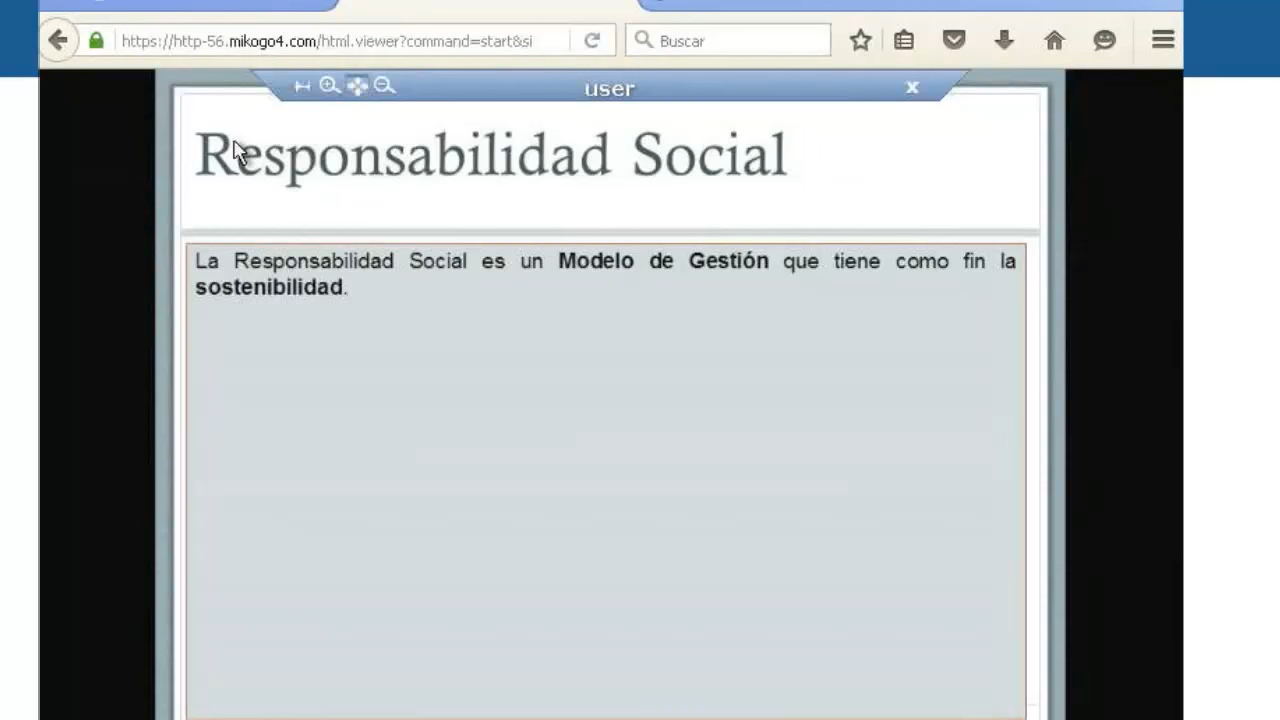 https://http-56.mikogo4.com/html.viewer?command=start&si
Buscar
user
x
Responsabilidad Social
La Responsabilidad Social es un Modelo de Gestión que tiene como fin la
sostenibilidad.